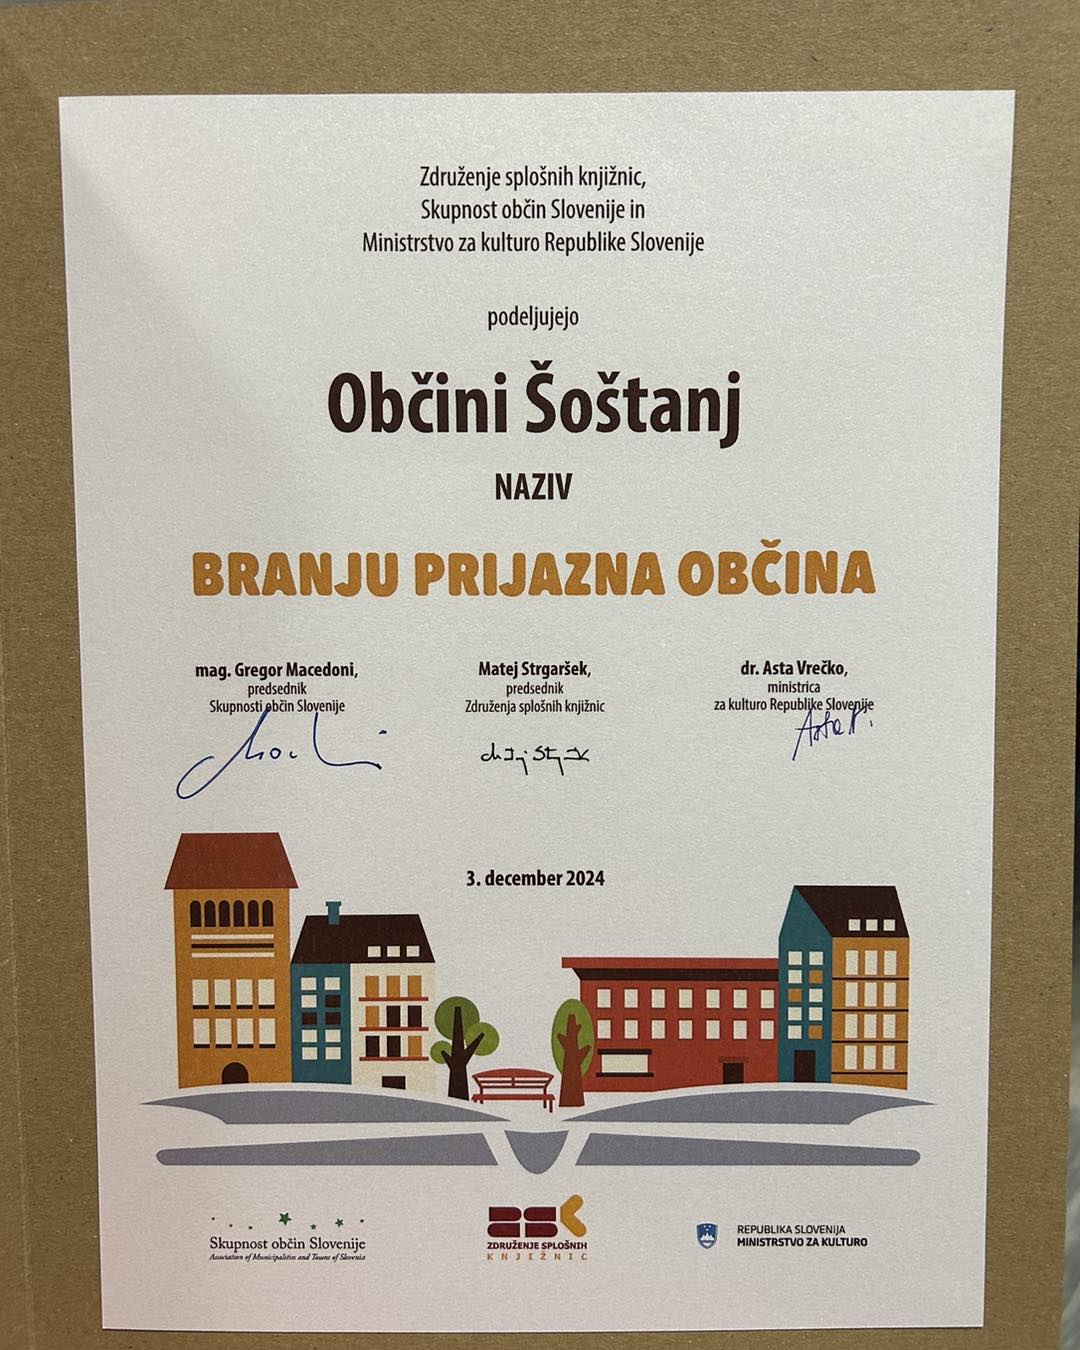 Združenje splošnih knjižnic,
Skupnost občin Slovenije in
Ministrstvo za kulturo Republike Slovenije
podeljujejo
Občini Šoštanj
NAZIV
BRANJU PRIJAZNA OBČINA
mag. Gregor Macedoni,
predsednik
Skupnosti občin Slovenije
Matej Strgaršek,
predsednik
Združenja splošnih knjižnic
dr. Asta Vrečko,
ministrica
za kulturo Republike Slovenije
3. december 2024
Skupnost občin Slovenije
Association of Municipalities and Towns of Slovenia
ZSK
ZDRUŽENJE SPLOŠNIH
KNJIŽNIC
REPUBLIKA SLOVENIJA
MINISTRSTVO ZA KULTURO